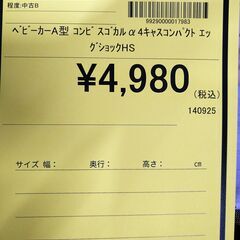 程度:中古B
9929000017983
ﾍﾞﾋﾞｰｶｰA型 ｺﾝﾋﾞ ｽｺﾞｶﾙα4ｷｬｽｺﾝﾊﾟｸﾄ ｴｯ
ｸﾞｼｮｯｸHS
¥4,980
(税込)
140925
サイズ 幅: 奥行: 高さ: cm